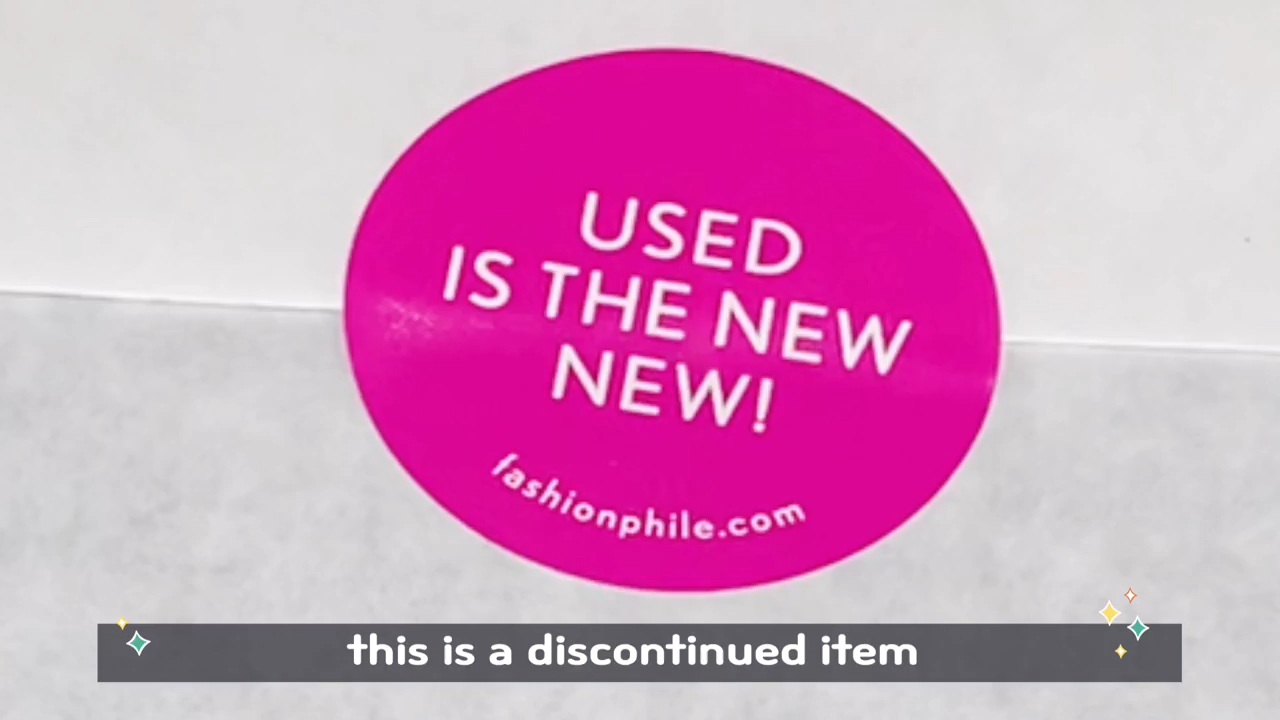 USED
IS THE NEW
NEW!
fashionphile.com
this is a discontinued item